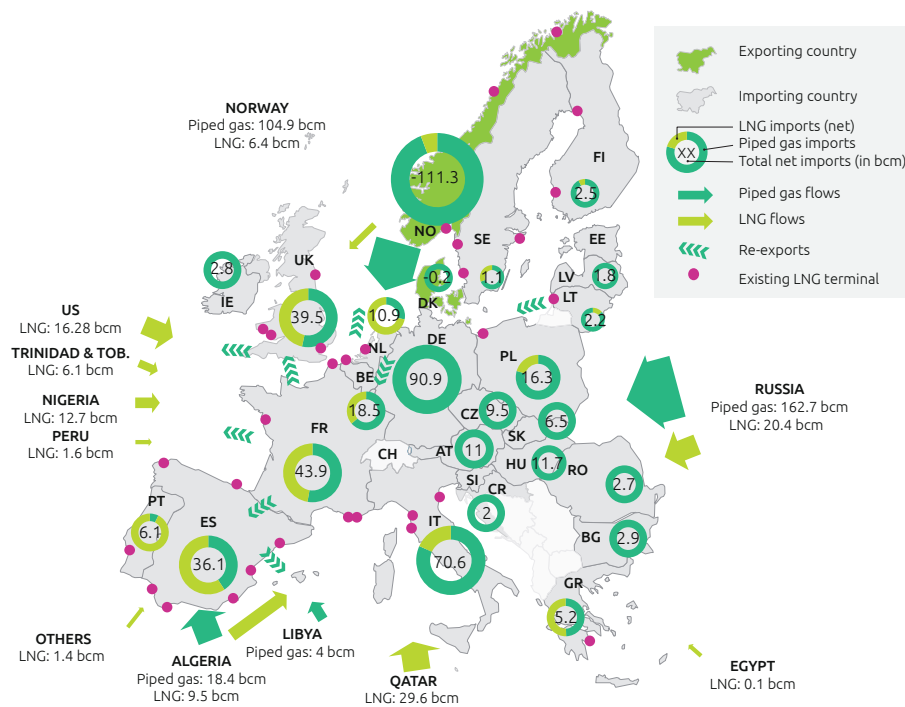 Exporting country
Importing country
LNG imports (net)
Piped gas imports
XX
Total net imports (in bcm)
Piped gas flows
LNG flows
Re-exports
Existing LNG terminal
NORWAY
Piped gas: 104.9 bcm
LNG: 6.4 bcm
-111.3
NO
FI
2.5
SE
EE
1.8
LV
LT
2.2
2.8
IE
UK
39.5
-0.2
DK
1.1
10.9
NL
DE
90.9
BE
18.5
PL
16.3
US
LNG: 16.28 bcm
TRINIDAD & TOB.
LNG: 6.1 bcm
NIGERIA
LNG: 12.7 bcm
PERU
LNG: 1.6 bcm
RUSSIA
Piped gas: 162.7 bcm
LNG: 20.4 bcm
CZ
9.5
SK
6.5
FR
43.9
CH
AT
11
HU
11.7
RO
2.7
SI
CR
2
PT
6.1
ES
36.1
IT
70.6
BG
2.9
GR
5.2
OTHERS
LNG: 1.4 bcm
ALGERIA
Piped gas: 18.4 bcm
LNG: 9.5 bcm
LIBYA
Piped gas: 4 bcm
QATAR
LNG: 29.6 bcm
EGYPT
LNG: 0.1 bcm